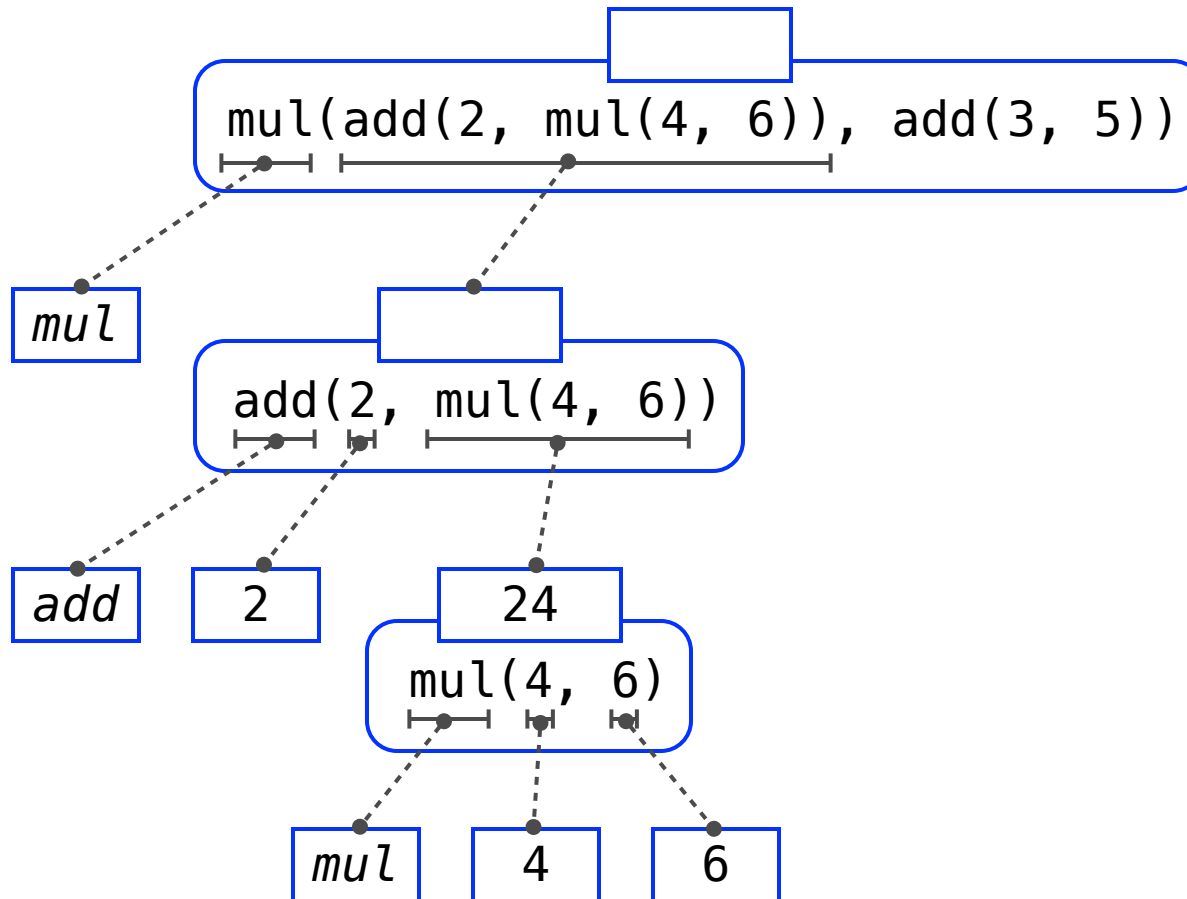 mul(add(2, mul(4, 6)), add(3, 5))
mul
add(2, mul(4, 6))
add 2 24
mul(4, 6)
mul 4 6